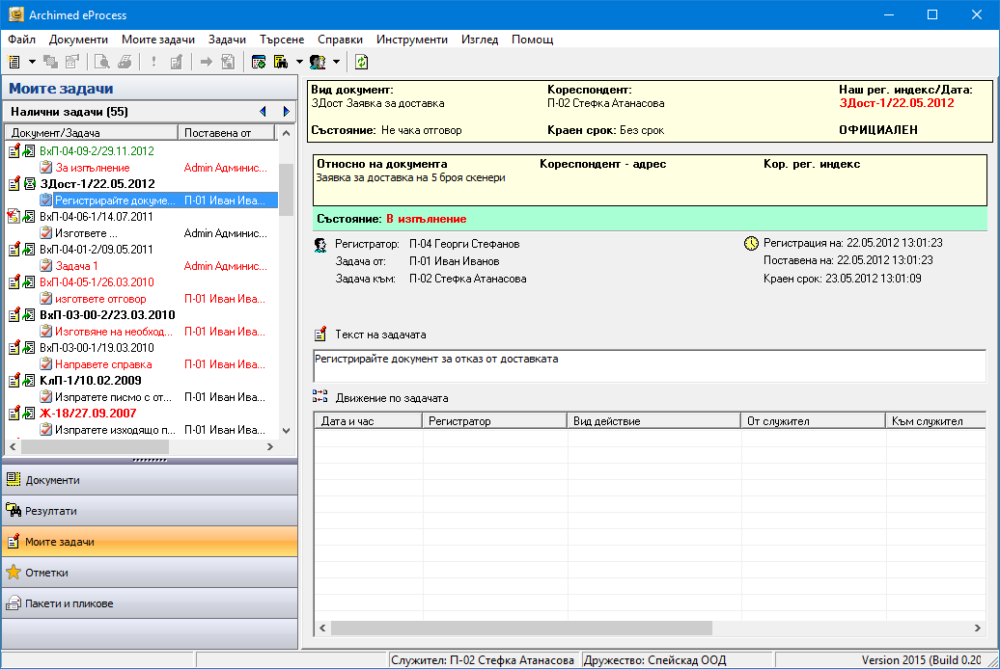 Archimed eProcess
Файл Документи Моите задачи Задачи Търсене Справки Инструменти Изглед Помощ
Моите задачи
Налични задачи (55)
Документ/Задача Поставена от
ВхП-04-09-2/29.11.2012
За изпълнение Admin Админис...
ЗДост-1/22.05.2012
Регистрирайте докуме... П-01 Иван Ива...
ВхП-04-06-1/14.07.2011
Изгответе ... Admin Админис...
ВхП-04-01-2/09.05.2011
Задача 1 Admin Админис...
ВхП-04-05-1/26.03.2010
изгответе отговор П-01 Иван Ива...
ВхП-03-00-2/23.03.2010
Изготвяне на необход... П-01 Иван Ива...
ВхП-03-00-1/19.03.2010
Направете справка П-01 Иван Ива...
КлП-1/10.02.2009
Изпратете писмо с от... П-01 Иван Ива...
Ж-18/27.09.2007
Изпратете изходящо п... П-01 Иван Ива...
Документи
Резултати
Моите задачи
Отметки
Пакети и пликове
Вид документ: Кореспондент: Наш рег. индекс/Дата:
ЗДост Заявка за доставка П-02 Стефка Атанасова ЗДост-1/22.05.2012
Състояние: Не чака отговор Краен срок: Без срок ОФИЦИАЛЕН
Относно на документа Кореспондент - адрес Кор. рег. индекс
Заявка за доставка на 5 броя скенери
Състояние: В изпълнение
Регистратор: П-04 Георги Стефанов Регистрация на: 22.05.2012 13:01:23
Задача от: П-01 Иван Иванов Поставена на: 22.05.2012 13:01:23
Задача към: П-02 Стефка Атанасова Краен срок: 23.05.2012 13:01:09
Текст на задачата
Регистрирайте документ за отказ от доставката
Движение по задачата
Дата и час Регистратор Вид действие От служител Към служител
Служител: П-02 Стефка Атанасова Дружество: Спейскад ООД Version 2015 (Build 0.20